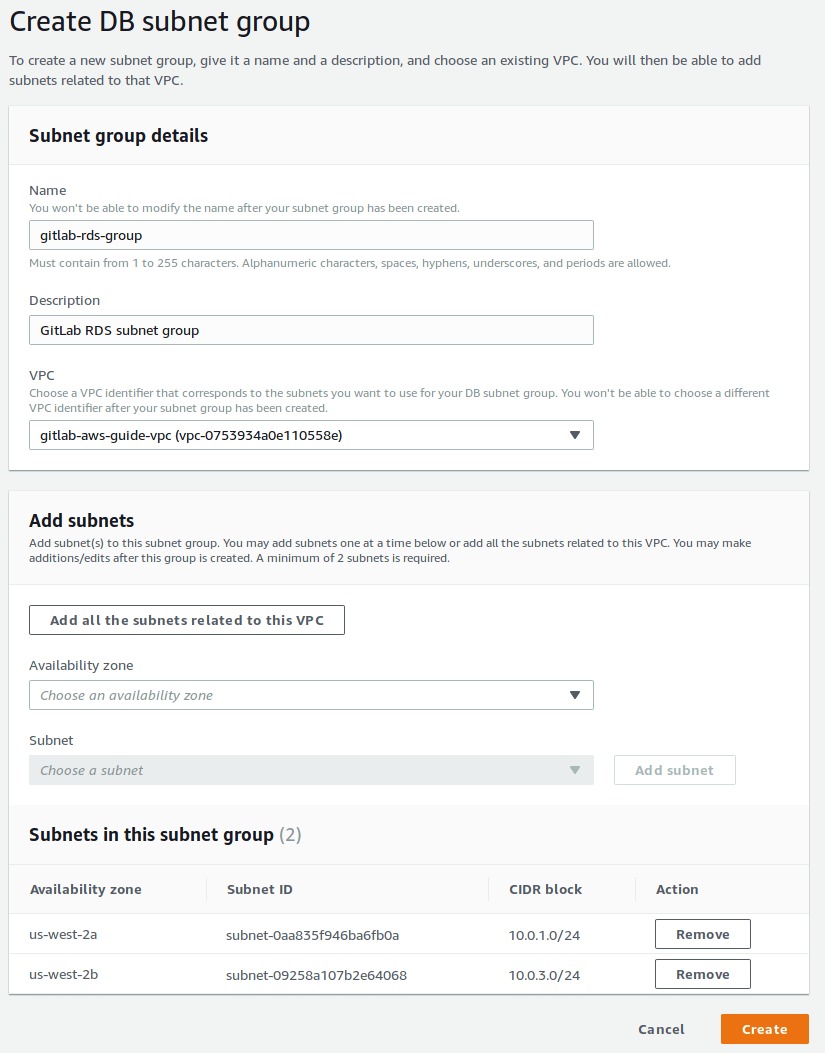 Create DB subnet group
To create a new subnet group, give it a name and a description, and choose an existing VPC. You will then be able to add
subnets related to that VPC.
Subnet group details
Name
You won't be able to modify the name after your subnet group has been created.
gitlab-rds-group
Must contain from 1 to 255 characters. Alphanumeric characters, spaces, hyphens, underscores, and periods are allowed.
Description
GitLab RDS subnet group
VPC
Choose a VPC identifier that corresponds to the subnets you want to use for your DB subnet group. You won't be able to choose a different
VPC identifier after your subnet group has been created.
gitlab-aws-guide-vpc (vpc-0753934a0e110558e)
Add subnets
Add subnet(s) to this subnet group. You may add subnets one at a time below or add all the subnets related to this VPC. You may make
additions/edits after this group is created. A minimum of 2 subnets is required.
Add all the subnets related to this VPC
Availability zone
Choose an availability zone
Subnet
Choose a subnet Add subnet
Subnets in this subnet group (2)
Availability zone Subnet ID CIDR block Action
us-west-2a subnet-0aa835f946ba6fb0a 10.0.1.0/24 Remove
us-west-2b subnet-09258a107b2e64068 10.0.3.0/24 Remove
Cancel Create